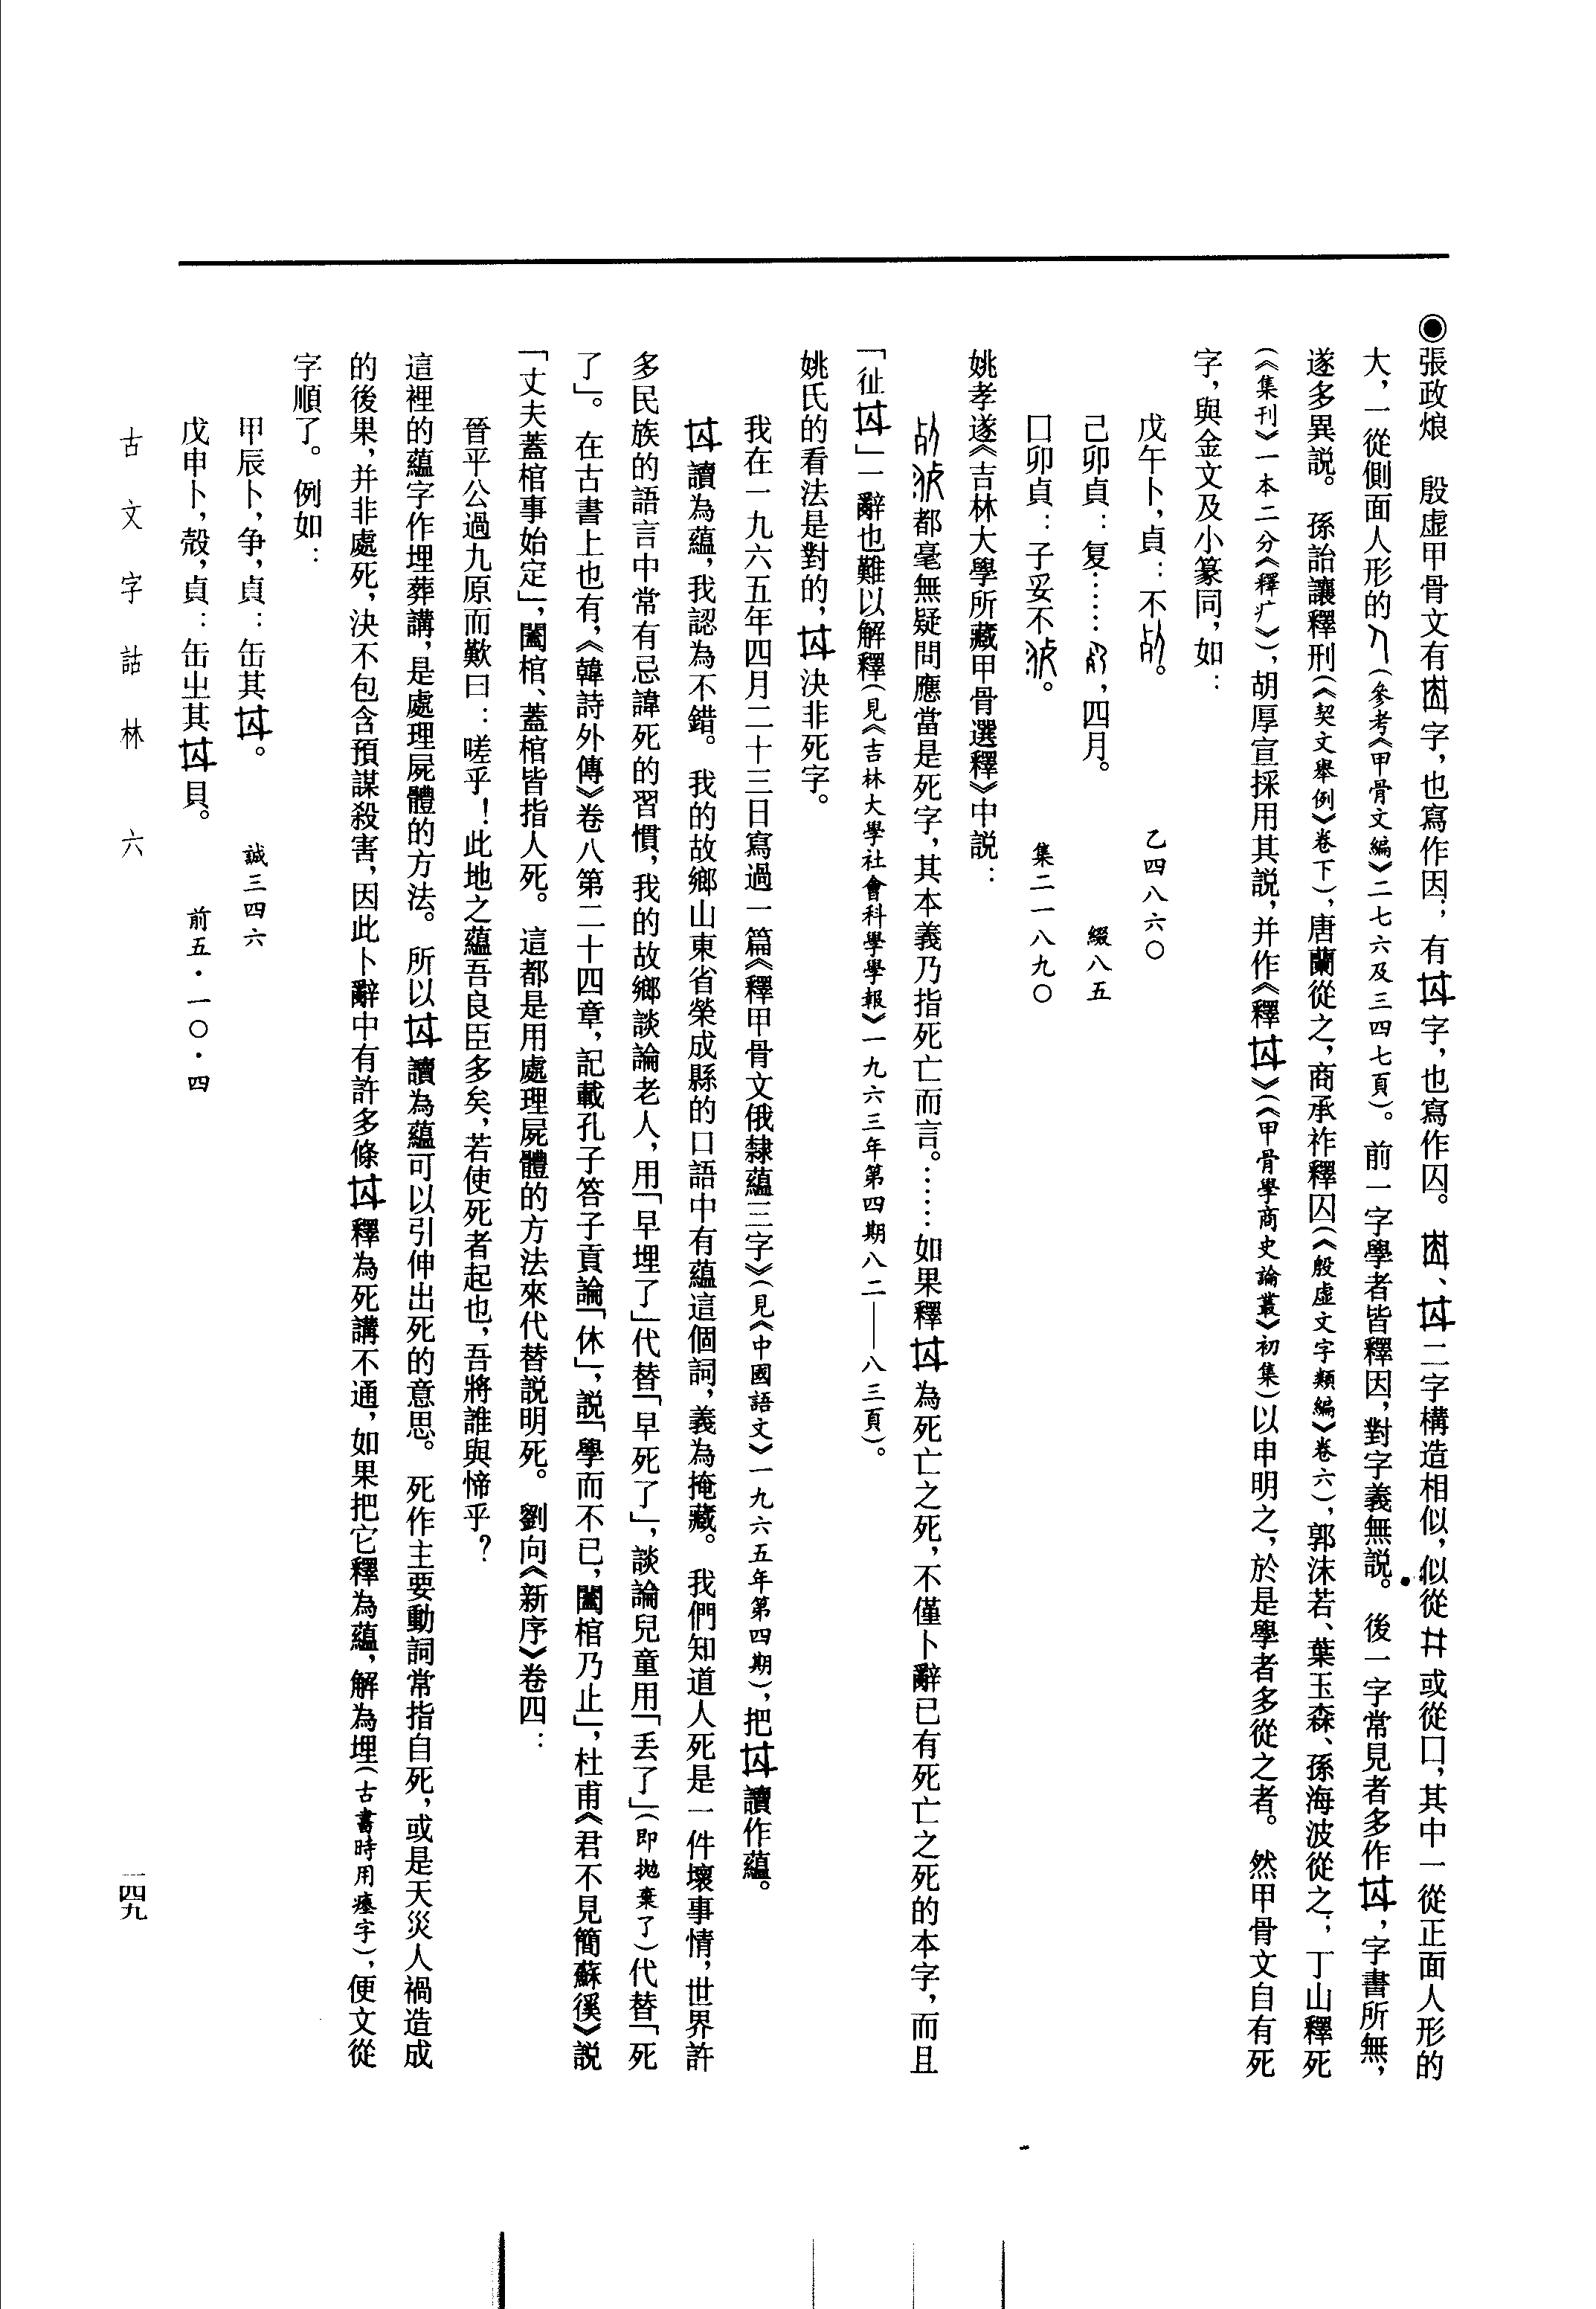 ◉張政烺　殷虛甲骨文有字，也寫作因；有𡆥字，也寫作囚。、二字構造相似，似從井或從囗，其中一從正面人形的
大，一從側面人形的（參考《甲骨文編》二七六及三四七頁）。前一字學者皆釋因，對字義無説。後一字常見者多作，字書所無，
遂多異説。孫詒讓釋刑（《契文舉例》卷下），唐蘭從之，商承祚釋囚（《殷虛文字類編》卷六），郭沫若、葉玉森、孫海波從之；丁山釋死
（《集刊》一本二分《釋疒》），胡厚宣採用其説，并作《釋》（《甲骨學商史論叢》初集）以申明之，於是學者多從之者。然甲骨文自有死
字，與金文及小篆同，如：
戊午卜，貞：不。　乙四八六〇
己卯貞：复……，四月。　綴八五
囗卯貞：子妥不。　集二一八九〇
姚孝遂《吉林大學所藏甲骨選釋》中説：
都毫無疑問應當是死字，其本義乃指死亡而言。……如果釋為死亡之死，不僅卜辭已有死亡之死的本字，而且
「徙」一辭也難以解釋（見《吉林大學社會科學學報》一九六三年第四期八二——八三頁）。
姚氏的看法是對的，決非死字。
我在一九六五年四月二十三日寫過一篇《釋甲骨文俄隸蘊三字》（見《中國語文》一九六五年第四期），把讀作蘊。
讀為蘊，我認為不錯。我的故鄉山東省榮成縣的口語中有蘊這個詞，義為掩藏。我們知道人死是一件壞事情，世界許
多民族的語言中常有忌諱死的習慣，我的故鄉談論老人，用「早埋了」代替「早死了」，談論兒童用「丢了」（即拋棄了）代替「死
了」。在古書上也有，《韓詩外傳》卷八第二十四章，記載孔子答子貢論「休」，説「學而不已，闔棺乃止」，杜甫《君不見簡蘇徯》説
「丈夫蓋棺事始定」，闔棺、蓋棺皆指人死。這都是用處理屍體的方法來代替説明死。劉向《新序》卷四：
晉平公過九原而歎曰：嗟乎！此地之蘊吾良臣多矣，若使死者起也，吾將誰與啼乎？
這裡的蘊字作埋葬講，是處理屍體的方法。所以讀為蘊可以引伸出死的意思。死作主要動詞常指自死，或是天災人禍造成
的後果，并非處死，決不包含預謀殺害，因此卜辭中有許多條釋為死講不通，如果把它釋為蘊，解為埋（古書時用瘞字），便文從
字順了。例如：
甲辰卜，争，貞：缶其。　誠三四六
戊申卜，㱿，貞：缶㞢其貝。　前五·一〇·四
古文字詁林　六
一四九